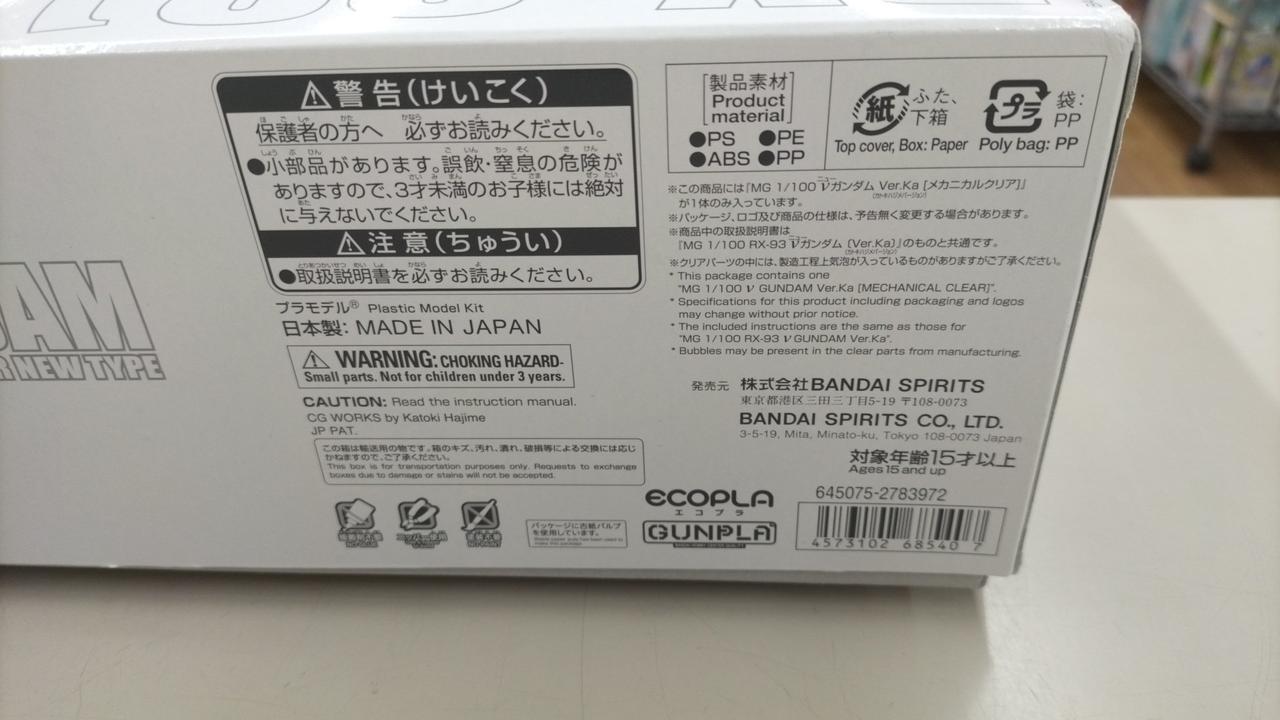 DAM
R NEWTYPE
⚠警告(けいこく)
保護者の方へ 必ずお読みください。
●小部品があります。誤飲・窒息の危険が
ありますので、3才未満のお子様には絶対
に与えないでください。
⚠注意(ちゅうい)
●取扱説明書を必ずお読みください。
プラモデル® Plastic Model Kit
日本製: MADE IN JAPAN
⚠ WARNING: CHOKING HAZARD-
Small parts. Not for children under 3 years.
CAUTION: Read the instruction manual.
CG WORKS by Katoki Hajime
JP PAT.
この箱は輸送用の物です。箱のキズ、汚れ、潰れ、破損等による交換には応じ
かねますので、ご了承ください。
This box is for transportation purposes only. Requests to exchange
boxes due to damage or stains will not be accepted.
パッケージに古紙パルプ
を使用しています。
[製品素材
Product
material]
●PS ●PE
●ABS ●PP
紙 ふた、
下箱
Top cover, Box: Paper
プラ 袋:
PP
Poly bag: PP
※この商品には『MG 1/100 νガンダム Ver.Ka [メカニカルクリア]』
が1体のみ入っています。
※パッケージ、ロゴ及び商品の仕様は、予告無く変更する場合があります。
※商品中の取扱説明書は
『MG 1/100 RX-93 νガンダム (Ver.Ka)』のものと共通です。
※クリアパーツの中には、製造工程上気泡が入っているものがありますがご了承ください。
* This package contains one
"MG 1/100 ν GUNDAM Ver.Ka [MECHANICAL CLEAR]".
* Specifications for this product including packaging and logos
may change without prior notice.
* The included instructions are the same as those for
"MG 1/100 RX-93 ν GUNDAM Ver.Ka".
* Bubbles may be present in the clear parts from manufacturing.
発売元 株式会社BANDAI SPIRITS
東京都港区三田三丁目5-19 〒108-0073
BANDAI SPIRITS CO., LTD.
3-5-19, Mita, Minato-ku, Tokyo 108-0073 Japan
対象年齢15才以上
Ages 15 and up
ECOPLA
エコプラ
GUNPLA
645075-2783972
4573102 68540 7